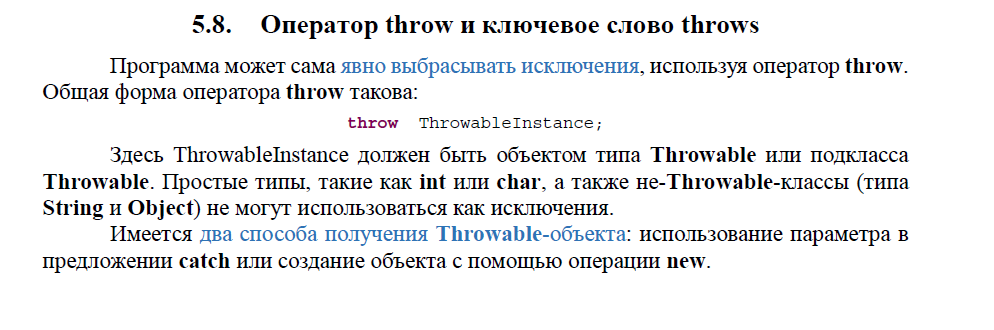 5.8. Оператор throw и ключевое слово throws
Программа может сама явно выбрасывать исключения, используя оператор throw.
Общая форма оператора throw такова:
throw ThrowableInstance;
Здесь ThrowableInstance должен быть объектом типа Throwable или подкласса
Throwable. Простые типы, такие как int или char, а также не-Throwable-классы (типа
String и Object) не могут использоваться как исключения.
Имеется два способа получения Throwable-объекта: использование параметра в
предложении catch или создание объекта с помощью операции new.